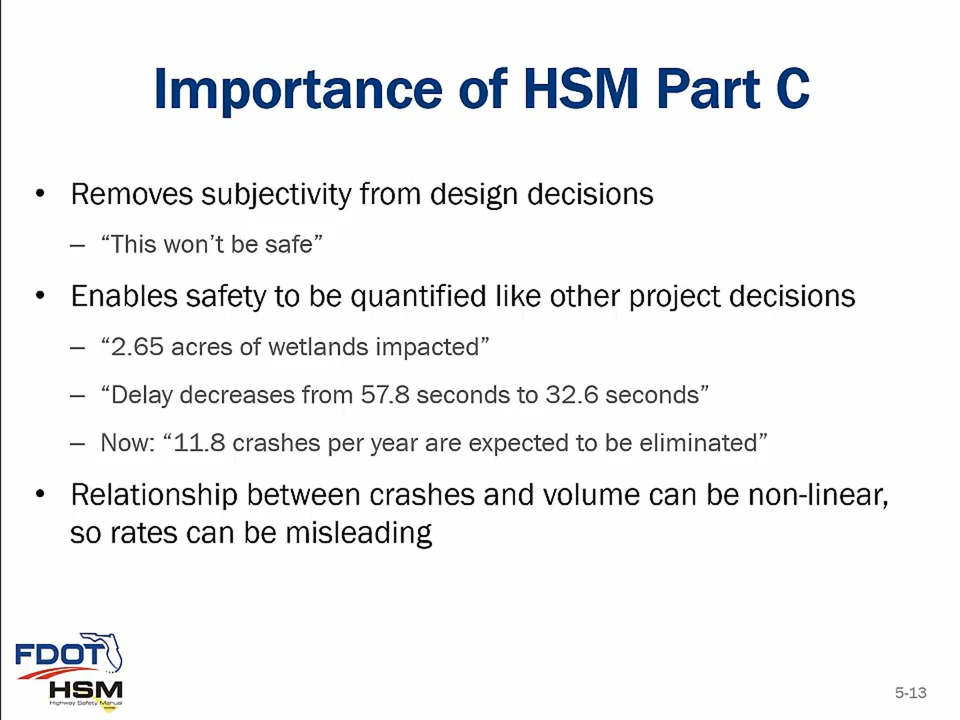 Importance of HSM Part C
• Removes subjectivity from design decisions
– “This won’t be safe”
• Enables safety to be quantified like other project decisions
– “2.65 acres of wetlands impacted”
– “Delay decreases from 57.8 seconds to 32.6 seconds”
– Now: “11.8 crashes per year are expected to be eliminated”
• Relationship between crashes and volume can be non-linear,
so rates can be misleading
FDOT
HSM
Highway Safety Manual
5-13